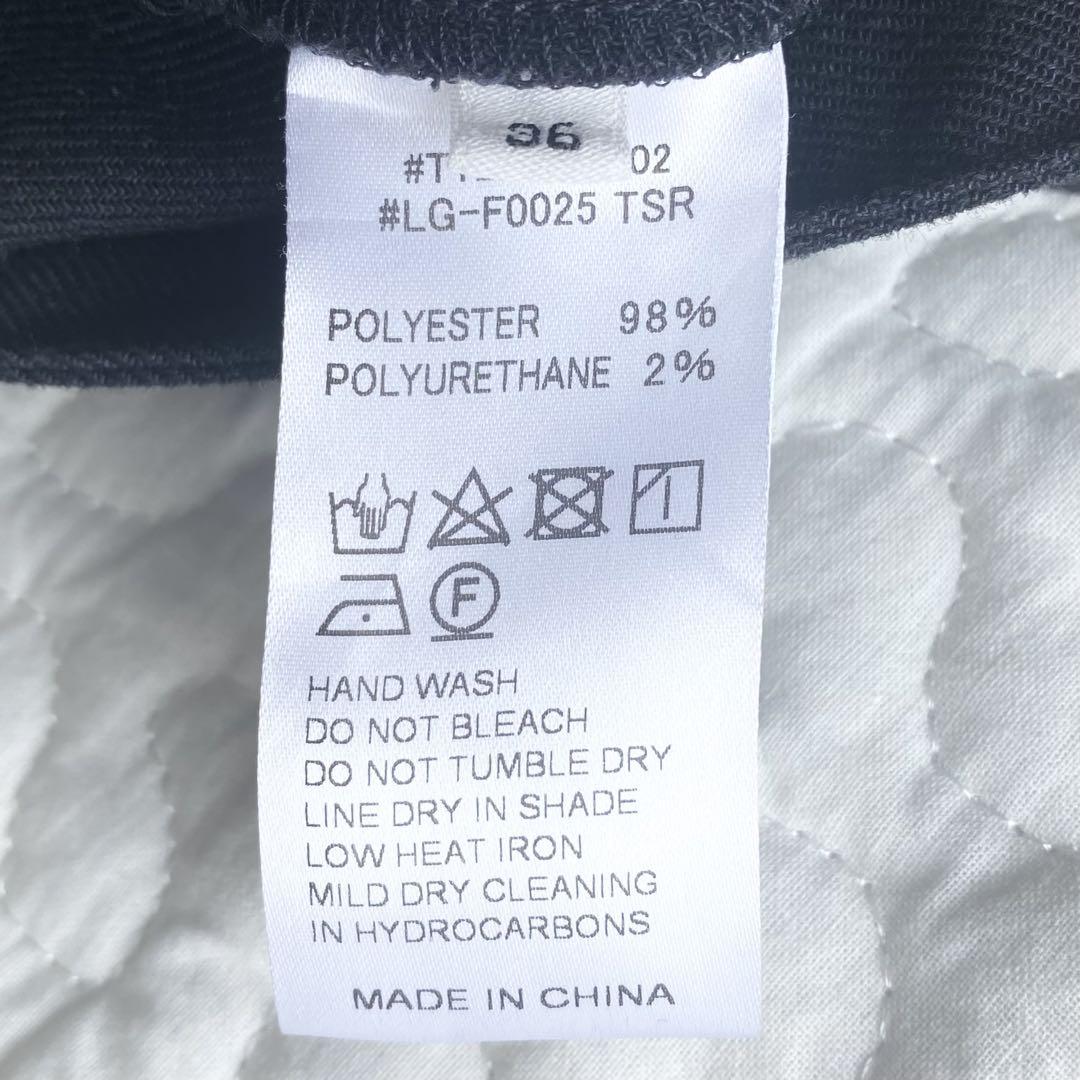 36
02
#LG-F0025 TSR
POLYESTER 98%
POLYURETHANE 2%
F
HAND WASH
DO NOT BLEACH
DO NOT TUMBLE DRY
LINE DRY IN SHADE
LOW HEAT IRON
MILD DRY CLEANING
IN HYDROCARBONS
MADE IN CHINA